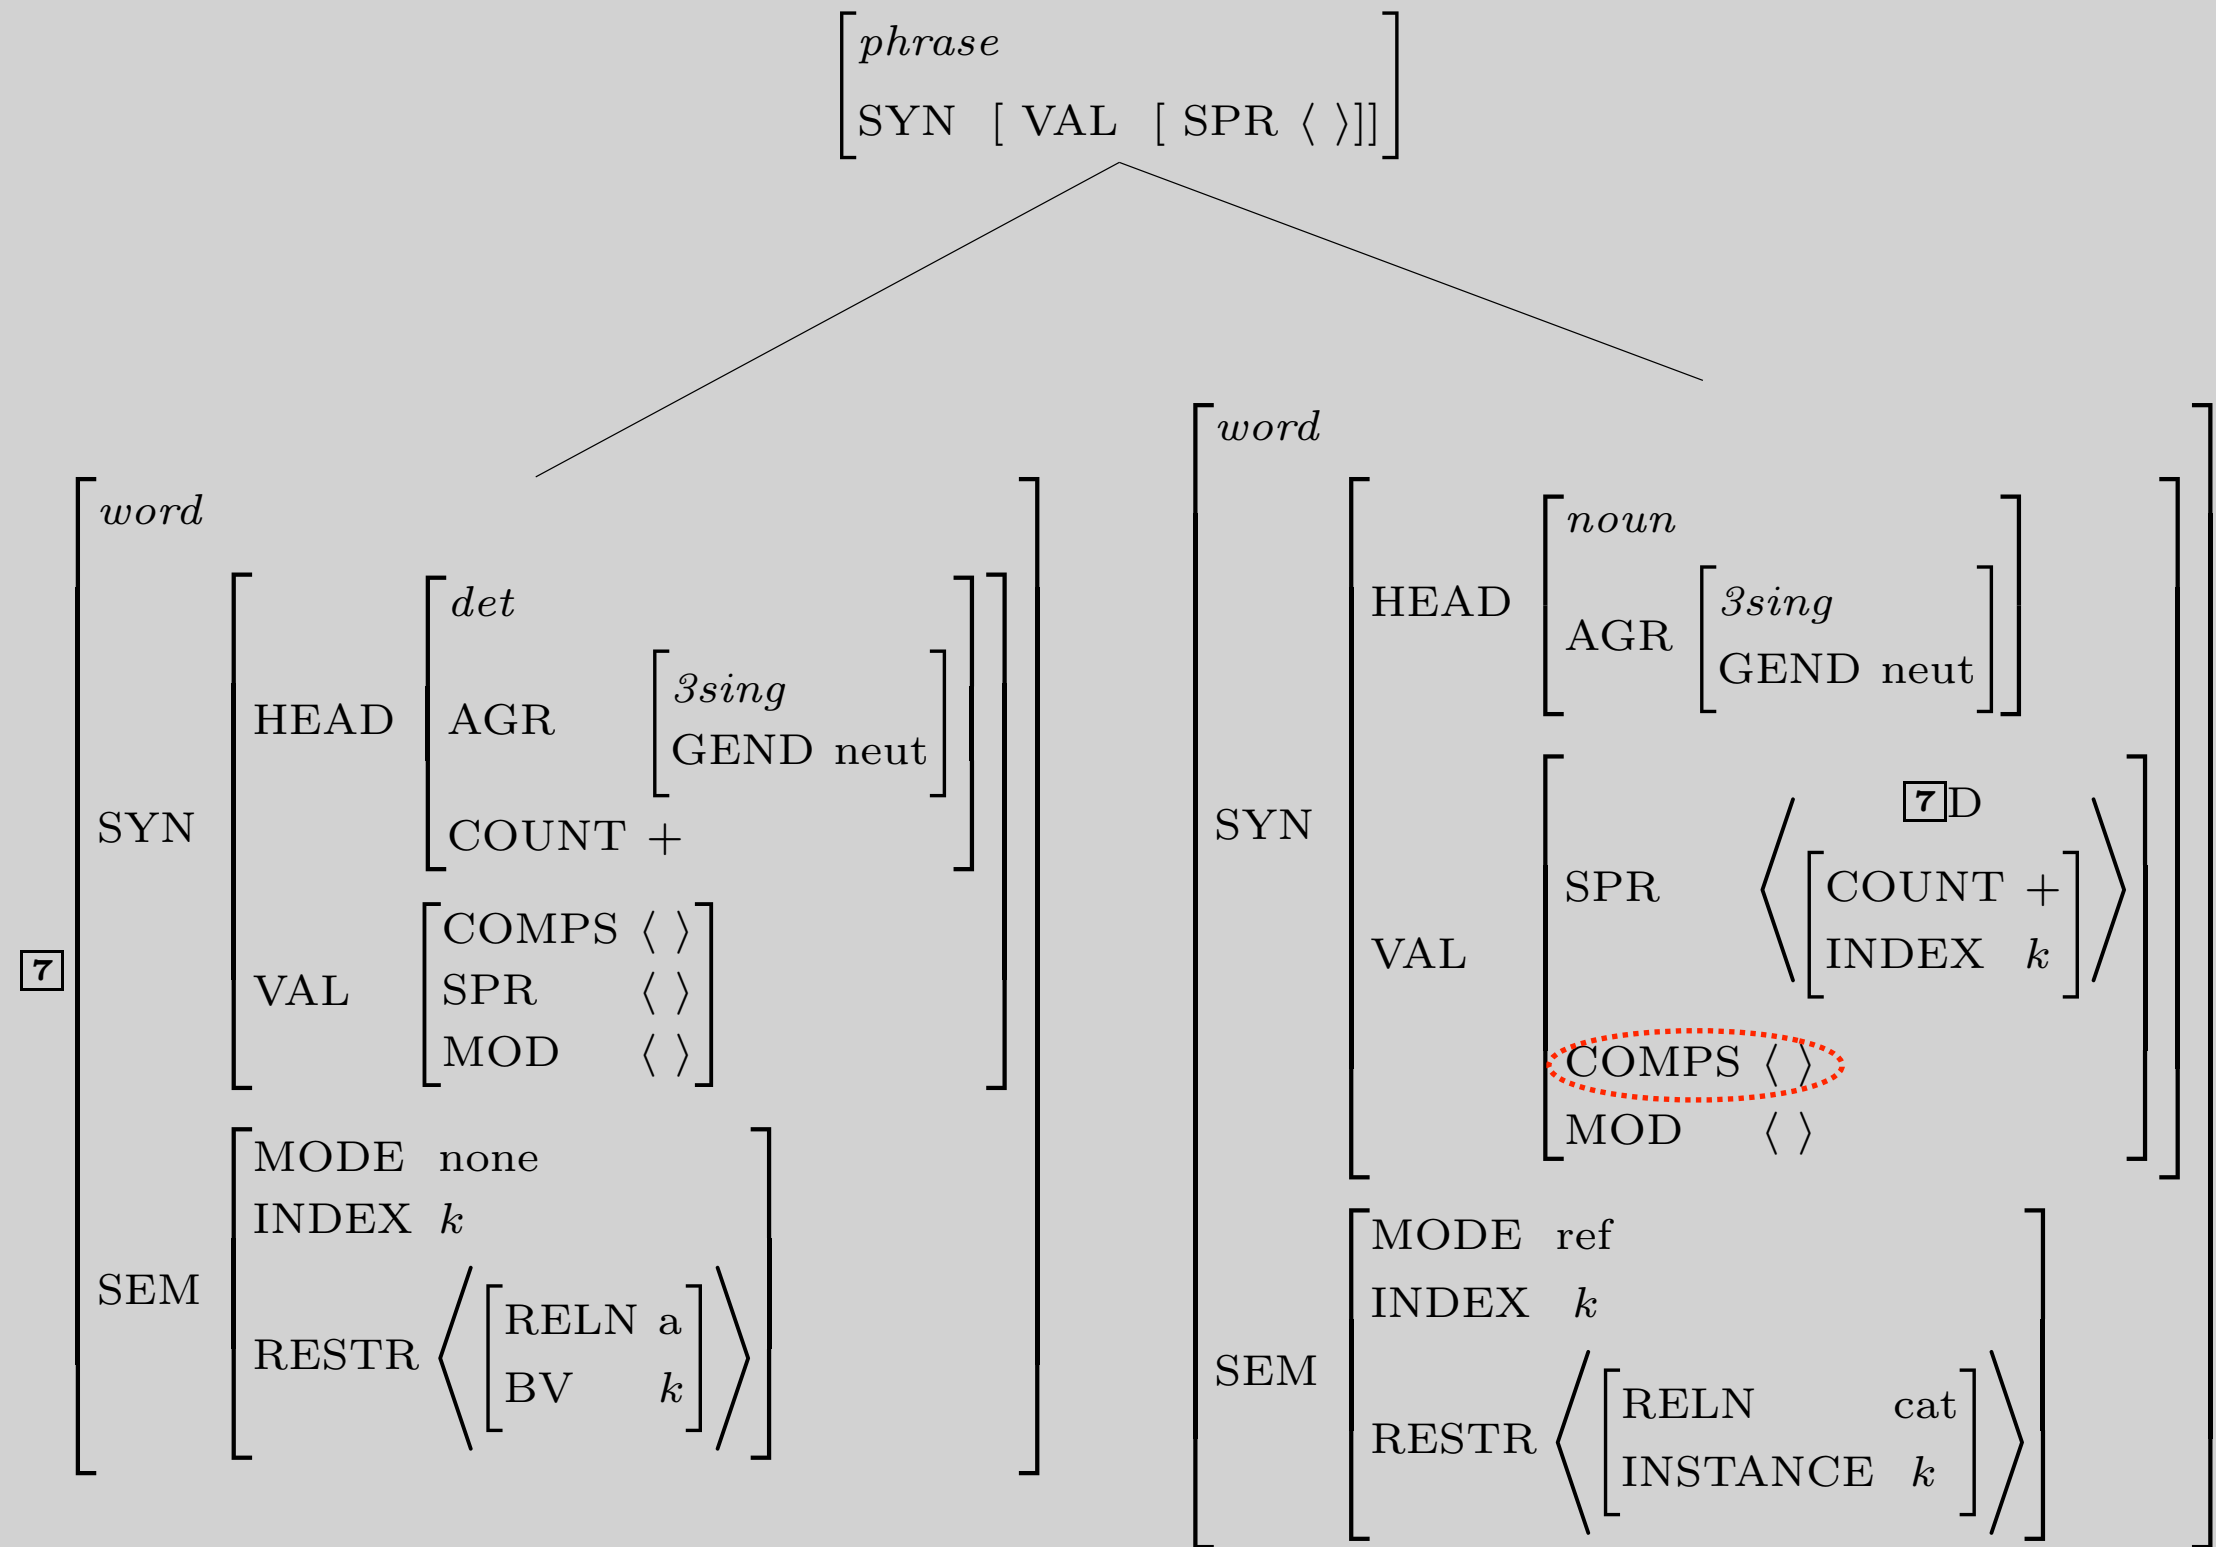 phrase
SYN [ VAL [ SPR ⟨ ⟩]]
7
word
SYN
HEAD
det
AGR
3sing
GEND neut
COUNT +
VAL
COMPS ⟨ ⟩
SPR ⟨ ⟩
MOD ⟨ ⟩
SEM
MODE none
INDEX k
RESTR
RELN a
BV k
word
SYN
HEAD
noun
AGR
3sing
GEND neut
VAL
SPR
7 D
COUNT +
INDEX k
COMPS ⟨ ⟩
MOD ⟨ ⟩
SEM
MODE ref
INDEX k
RESTR
RELN cat
INSTANCE k